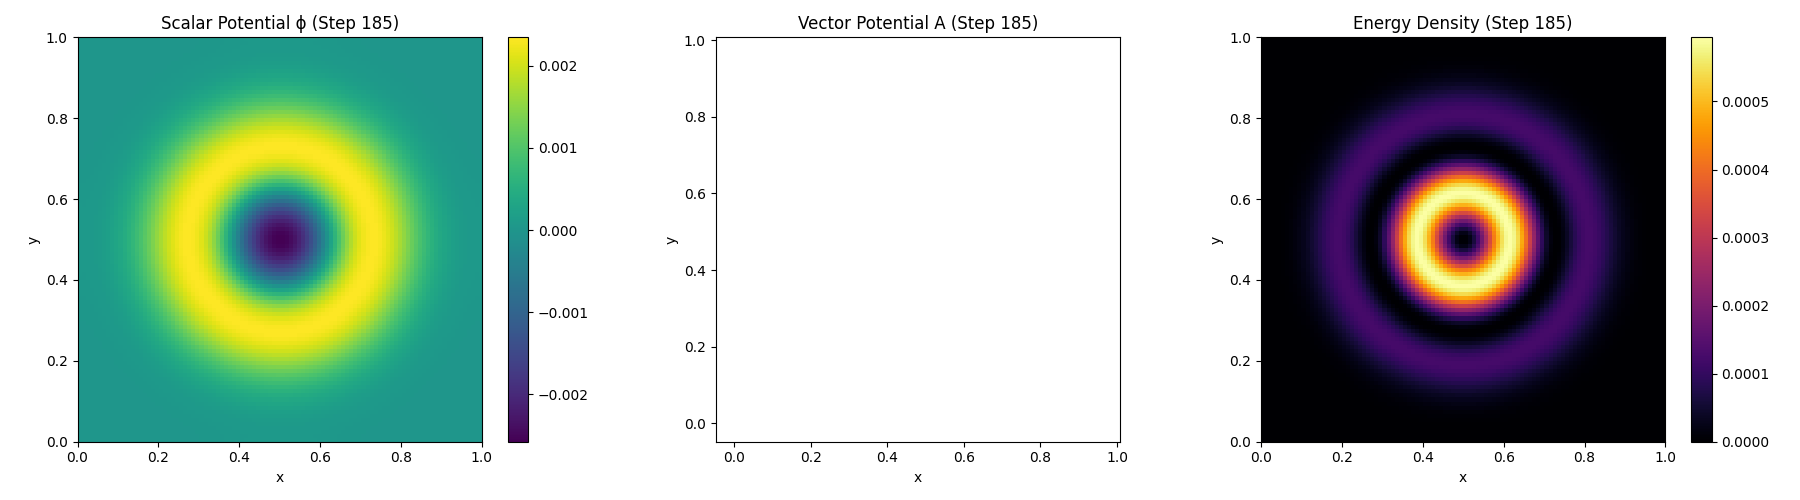 Scalar Potential ϕ (Step 185)
1.0
0.8
0.6
0.4
0.2
0.0
y
0.0 0.2 0.4 0.6 0.8 1.0
x
0.002
0.001
0.000
−0.001
−0.002
Vector Potential A (Step 185)
1.0
0.8
0.6
0.4
0.2
0.0
y
0.0 0.2 0.4 0.6 0.8 1.0
x
Energy Density (Step 185)
1.0
0.8
0.6
0.4
0.2
0.0
y
0.0 0.2 0.4 0.6 0.8 1.0
x
0.0005
0.0004
0.0003
0.0002
0.0001
0.0000